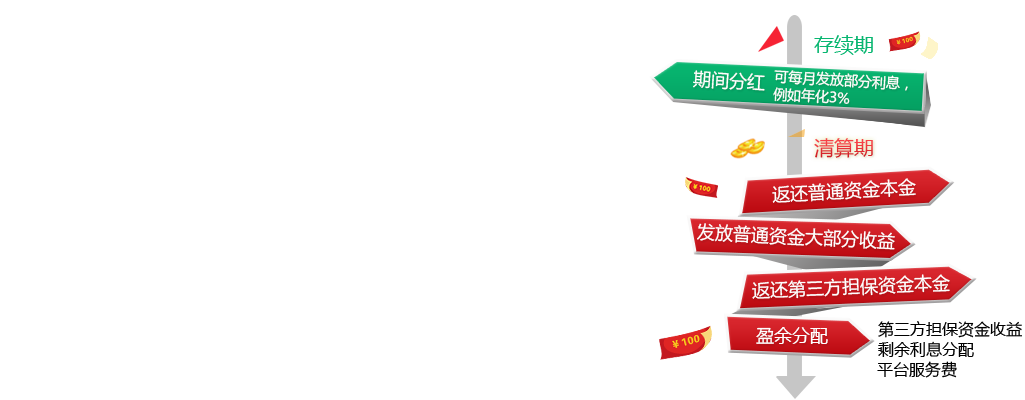 存续期
¥100
期间分红
可每月发放部分利息，
例如年化3%
清算期
¥100
返还普通资金本金
发放普通资金大部分收益
返还第三方担保资金本金
¥100
盈余分配
第三方担保资金收益
剩余利息分配
平台服务费